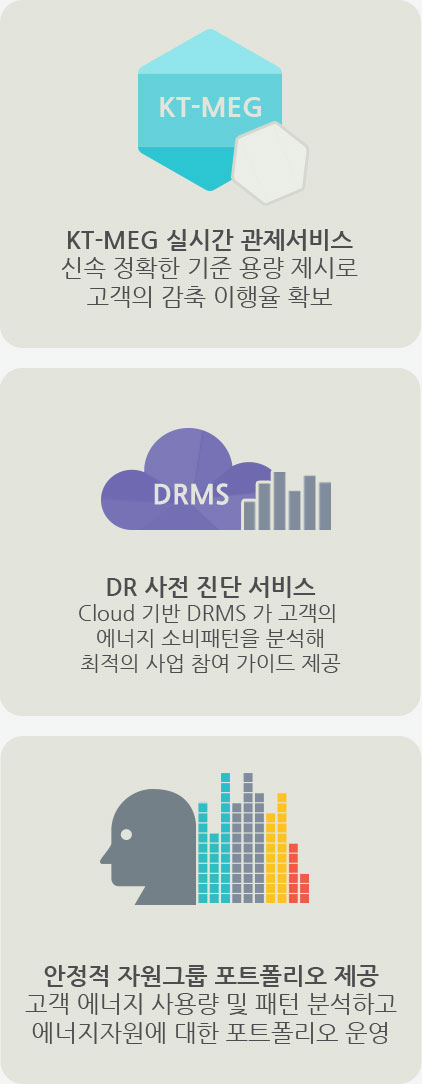 KT-MEG
KT-MEG 실시간 관제서비스
신속 정확한 기준 용량 제시로
고객의 감축 이행율 확보
DRMS
DR 사전 진단 서비스
Cloud 기반 DRMS 가 고객의
에너지 소비패턴을 분석해
최적의 사업 참여 가이드 제공
안정적 자원그룹 포트폴리오 제공
고객 에너지 사용량 및 패턴 분석하고
에너지자원에 대한 포트폴리오 운영